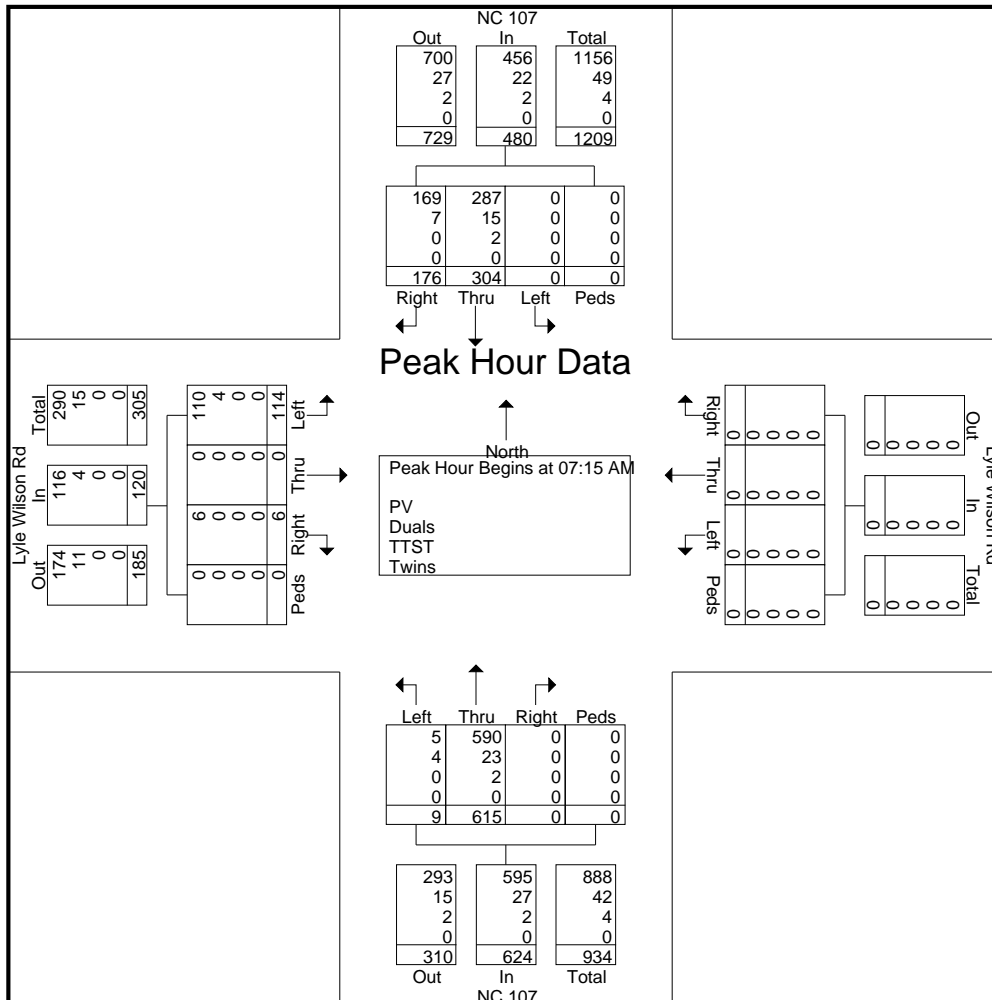 NC 107
Out In Total
700 456 1156
27 22 49
2 2 4
0 0 0
729 480 1209
169 287 0 0
7 15 0 0
0 2 0 0
0 0 0 0
176 304 0 0
Right Thru Left Peds
Peak Hour Data
Lyle Wilson Rd
Total
290 15 0 0 305
In
116 4 0 0 120
Out
174 11 0 0 185
110 4 0 0 114
Left
0 0 0 0 0
Thru
6 0 0 0 6
Right
0 0 0 0 0
Peds
North
Peak Hour Begins at 07:15 AM
PV
Duals
TTST
Twins
Right
0 0 0 0 0
Thru
0 0 0 0 0
Left
0 0 0 0 0
Peds
0 0 0 0 0
Out
0 0 0 0 0
In
0 0 0 0 0
Total
0 0 0 0 0
Lyle Wilson Rd
Left Thru Right Peds
5 590 0 0
4 23 0 0
0 2 0 0
0 0 0 0
9 615 0 0
293 595 888
15 27 42
2 2 4
0 0 0
310 624 934
Out In Total
NC 107